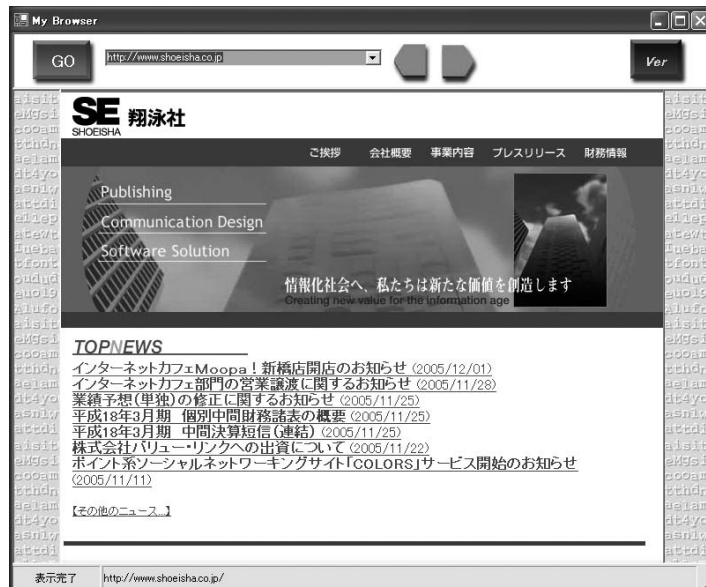 My Browser
GO
http://www.shoeisha.co.jp
Ver
SE
SHOEISHA
翔泳社
ご挨拶 会社概要 事業内容 プレスリリース 財務情報
Publishing
Communication Design
Software Solution
情報化社会へ、私たちは新たな価値を創造します
Creating new value for the information age
TOPNEWS
インターネットカフェMoopa!新橋店開店のお知らせ (2005/12/01)
インターネットカフェ部門の営業譲渡に関するお知らせ (2005/11/28)
業績予想(単独)の修正に関するお知らせ (2005/11/25)
平成18年3月期 個別中間財務諸表の概要 (2005/11/25)
平成18年3月期 中間決算短信(連結) (2005/11/25)
株式会社バリュー・リンクへの出資について (2005/11/22)
ポイント系ソーシャルネットワーキングサイト「COLORS」サービス開始のお知らせ
(2005/11/11)
【その他のニュース...】
表示完了 http://www.shoeisha.co.jp/